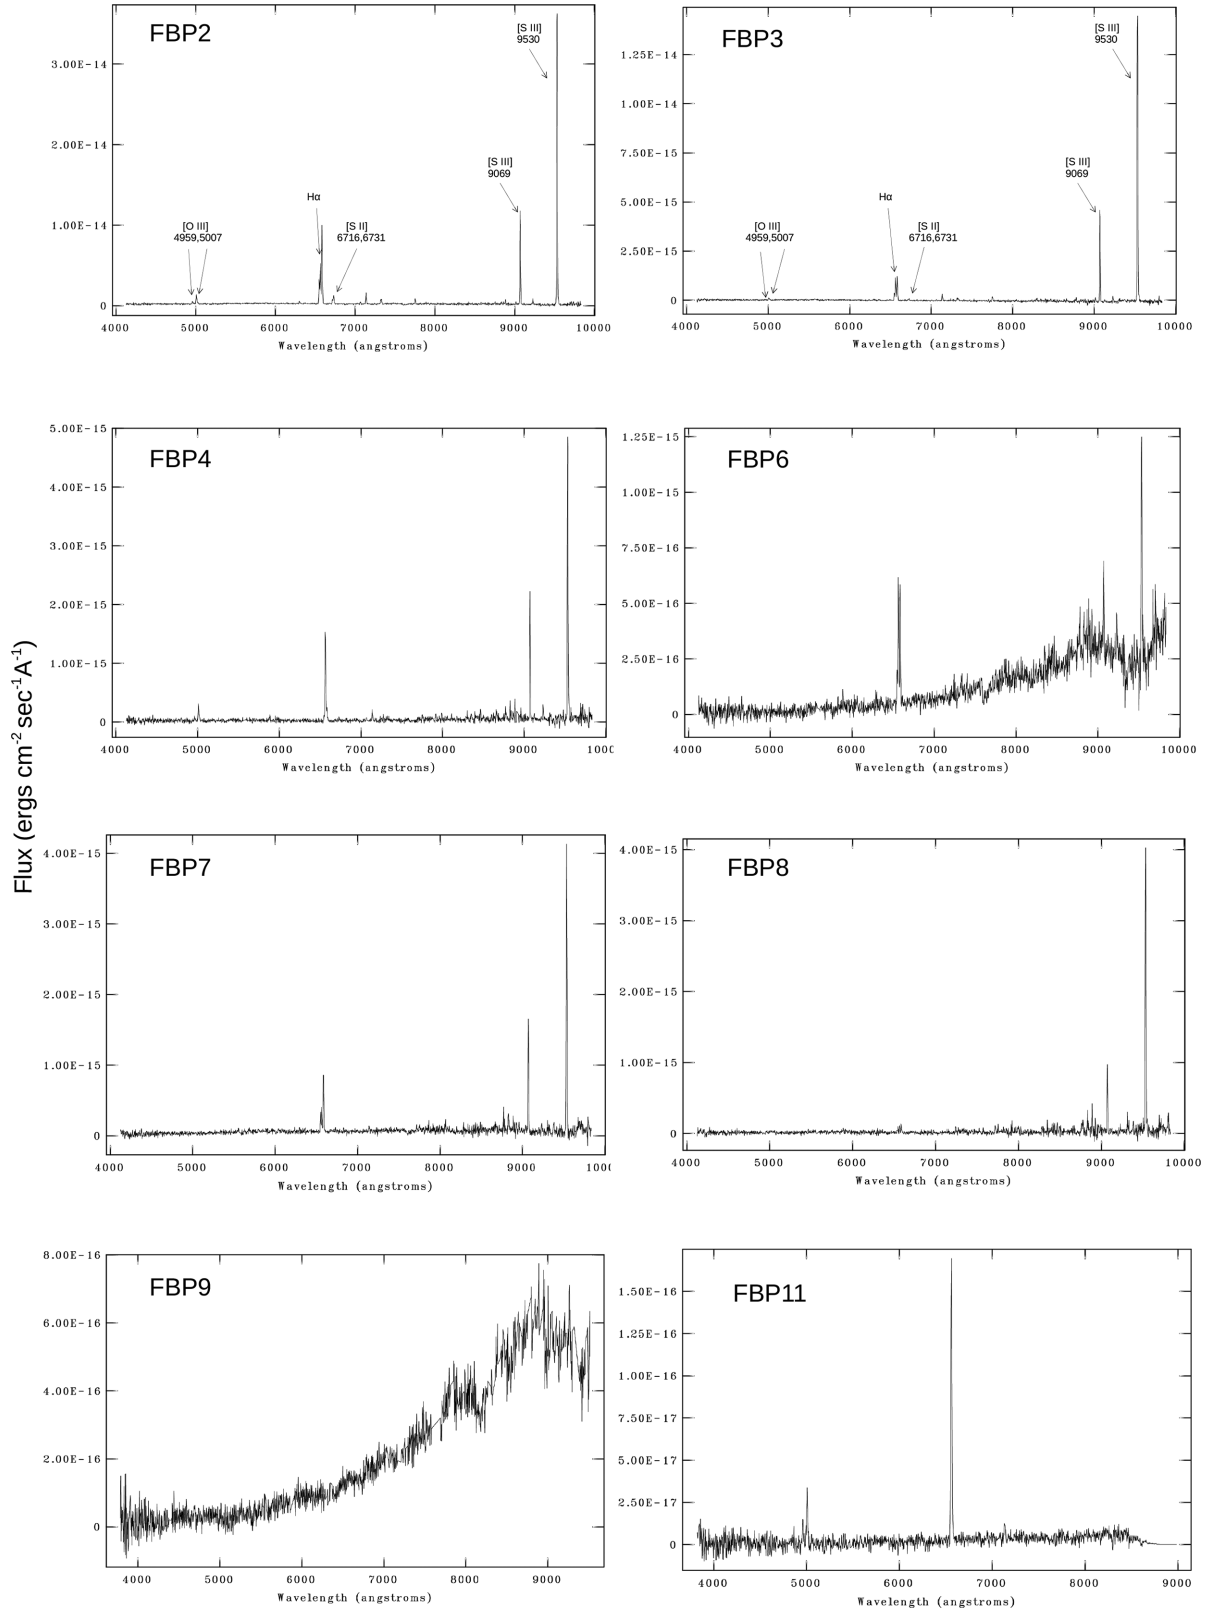 Flux (ergs cm-2 sec-1A-1)
FBP2
[S III]
9530
3.00E-14
2.00E-14
[S III]
9069
Hα
[O III]
4959,5007
[S II]
6716,6731
1.00E-14
0
4000 5000 6000 7000 8000 9000 10000
Wavelength (angstroms)
FBP3
[S III]
9530
1.25E-14
1.00E-14
7.50E-15
[S III]
9069
5.00E-15
Hα
[O III]
4959,5007
[S II]
6716,6731
2.50E-15
0
4000 5000 6000 7000 8000 9000 10000
Wavelength (angstroms)
5.00E-15
FBP4
4.00E-15
3.00E-15
2.00E-15
1.00E-15
0
4000 5000 6000 7000 8000 9000 1000
Wavelength (angstroms)
1.25E-15
FBP6
1.00E-15
7.50E-16
5.00E-16
2.50E-16
0
4000 5000 6000 7000 8000 9000 10000
Wavelength (angstroms)
4.00E-15
FBP7
3.00E-15
2.00E-15
1.00E-15
0
4000 5000 6000 7000 8000 9000 1000
Wavelength (angstroms)
4.00E-15
FBP8
3.00E-15
2.00E-15
1.00E-15
0
4000 5000 6000 7000 8000 9000 10000
Wavelength (angstroms)
8.00E-16
FBP9
6.00E-16
4.00E-16
2.00E-16
0
4000 5000 6000 7000 8000 9000
Wavelength (angstroms)
FBP11
1.50E-16
1.25E-16
1.00E-16
7.50E-17
5.00E-17
2.50E-17
0
4000 5000 6000 7000 8000 9000
Wavelength (angstroms)